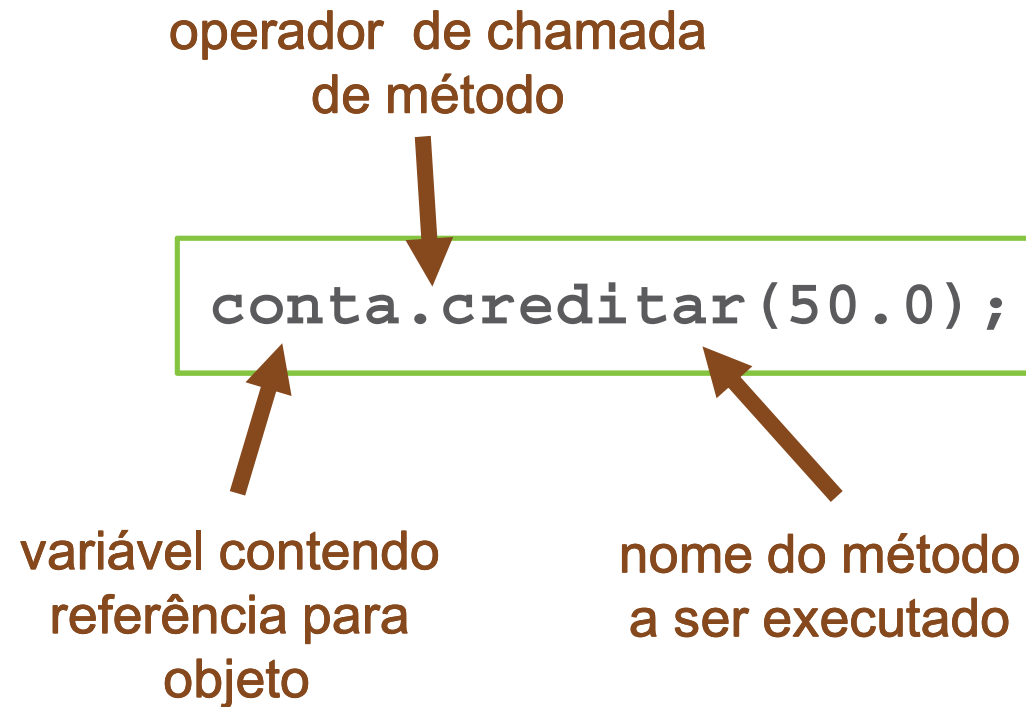 operador de chamada
de método
conta.creditar(50.0);
variável contendo
referência para
objeto
nome do método
a ser executado